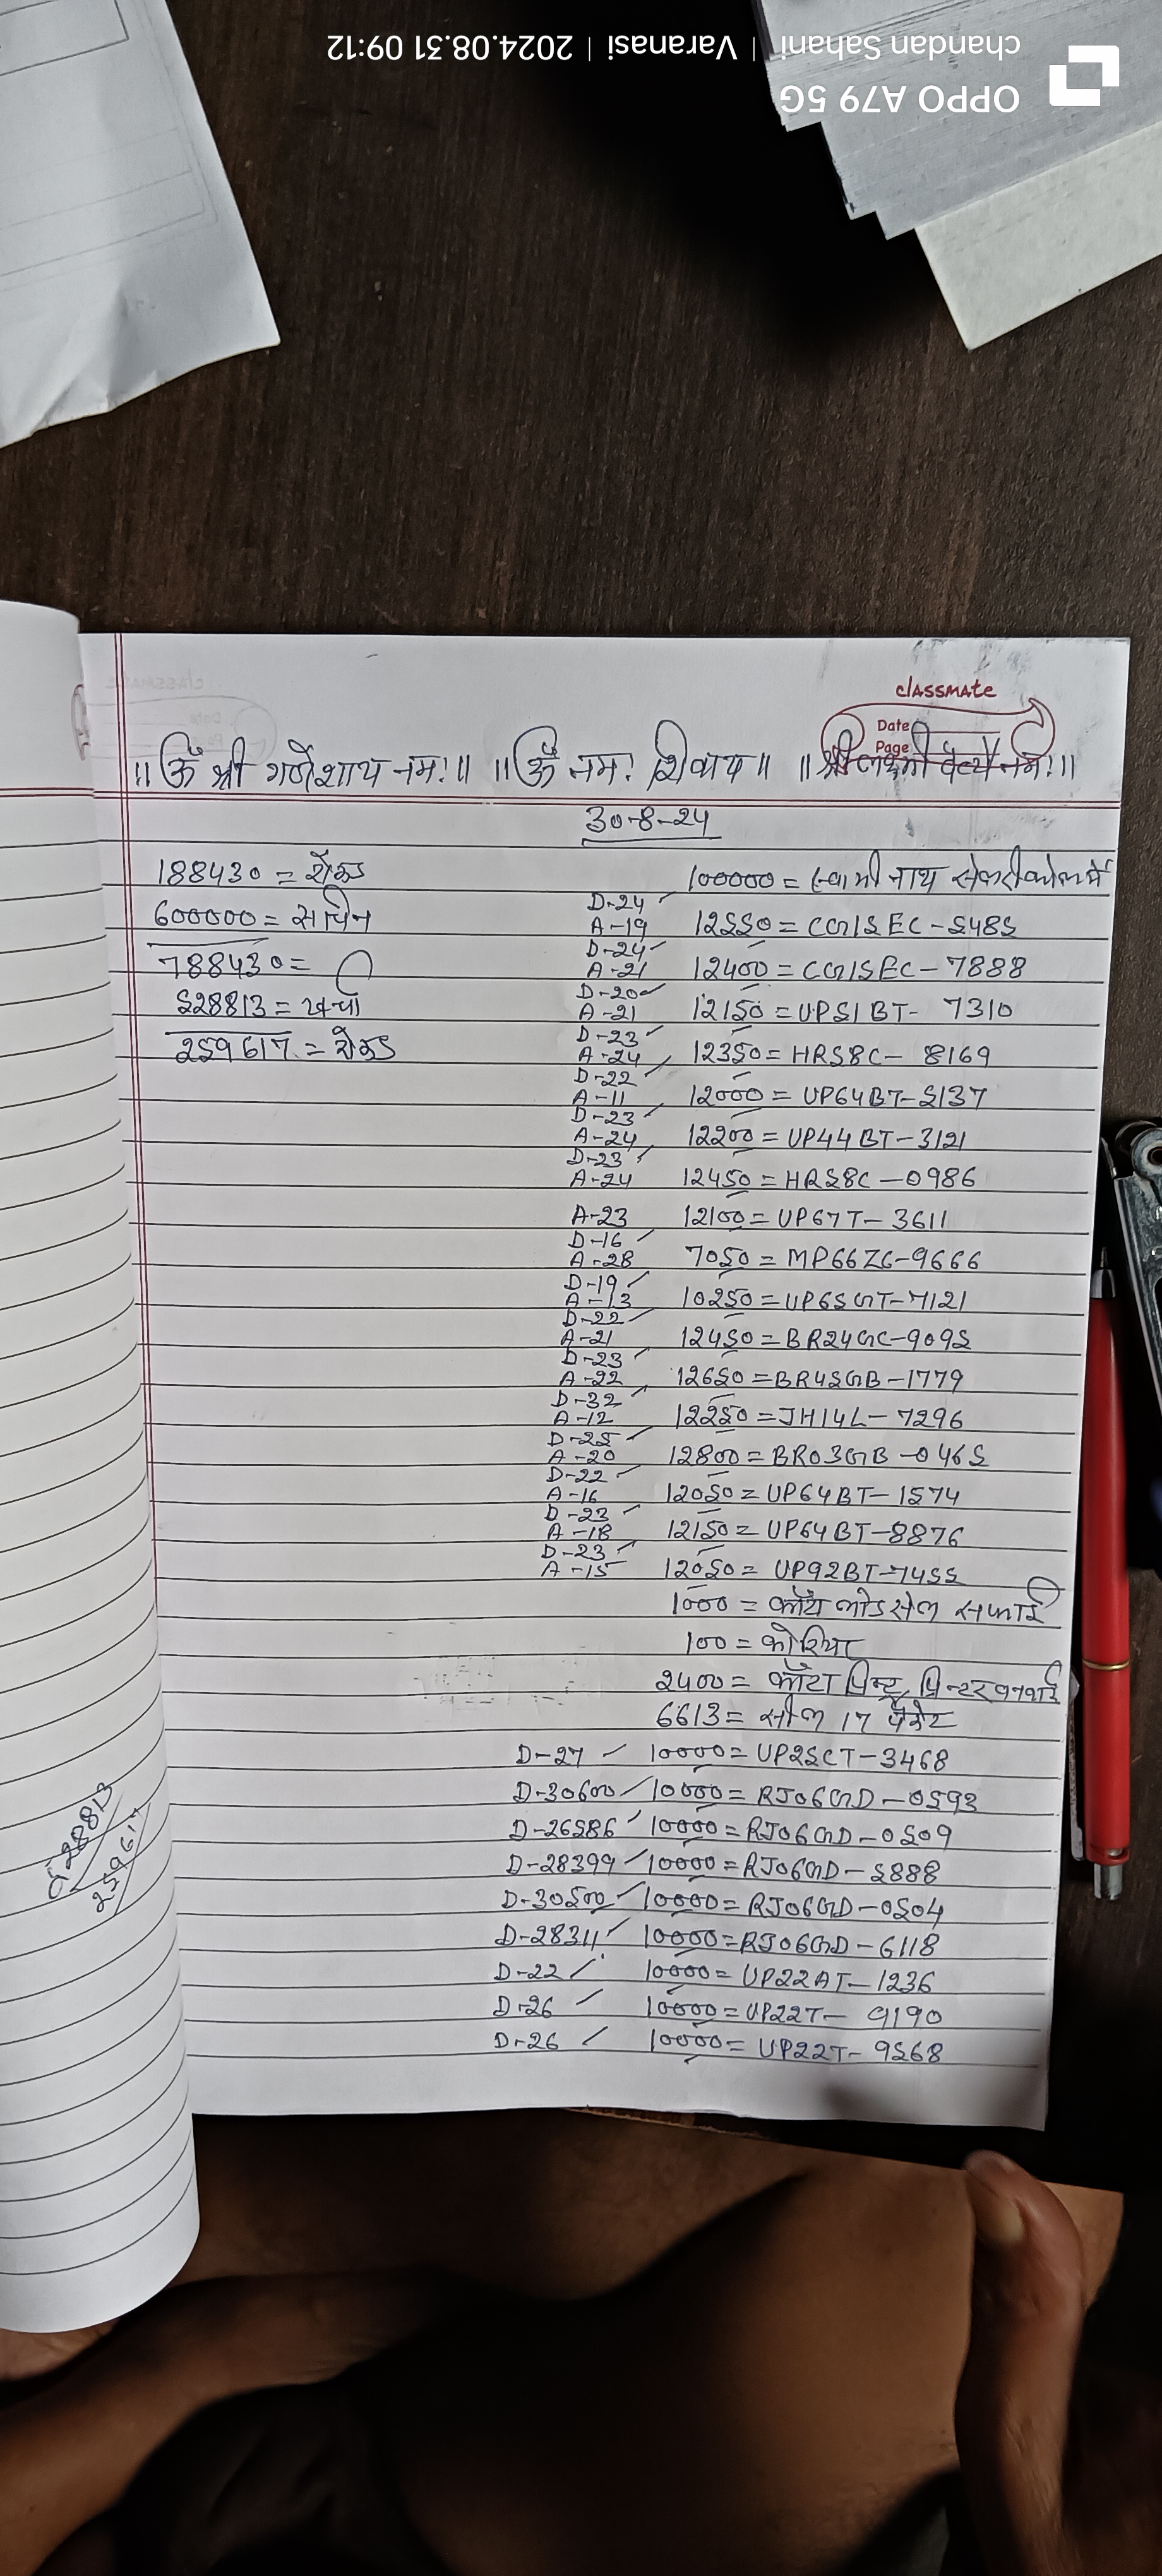 OPPO A79 5G
chandan Sahani | Varanasi | 2024.08.31 09:12
classmate
Date
Page
॥ ॐ श्री गणेशाय नमः॥ ॥ ॐ नमः शिवाय॥ ॥ श्री लक्ष्मी देव्यै नमः॥
30-8-24
188430 = रोकड़
600000 = सचिन
788430 =
528813 = खर्चा
259617 = रोकड़
100000 = स्वामी नाथ
D-24
A-19 12550 = CG15EC-5485
D-24
A-21 12400 = CG15EC-7888
D-20
A-21 12150 = UP51BT-7310
D-23
A-24 12350 = HR58C-8169
D-22
A-11 12000 = UP64BT-5137
D-23
A-24 12200 = UP44BT-3121
D-23
A-24 12450 = HR58C-0986
A-23 12100 = UP67T-3611
D-16
A-28 7050 = MP66ZG-9666
D-19
A-13 10250 = UP65GT-7121
D-22
A-21 12450 = BR24GC-9095
D-23
A-22 12650 = BR45GB-1779
D-32
A-12 12250 = JH14L-7296
D-25
A-20 12800 = BR03GB-0465
D-22
A-16 12050 = UP64BT-1574
D-23
A-18 12150 = UP64BT-8876
D-23
A-15 12050 = UP92BT-7455
1000 = काँटा लोड सेल सफाई
100 = कोरियर
2400 = काँटा प्रिन्टर
6613 = सील 17 पैकेट
D-27 10000 = UP25CT-3468
D-30600 10000 = RJ06GD-0593
D-26586 10000 = RJ06GD-0509
D-28399 10000 = RJ06GD-5888
D-30500 10000 = RJ06GD-0504
D-28311 10000 = RJ06GD-6118
D-22 10000 = UP22AT-1236
D-26 10000 = UP22T-9190
D-26 10000 = UP22T-9568
528813
259617